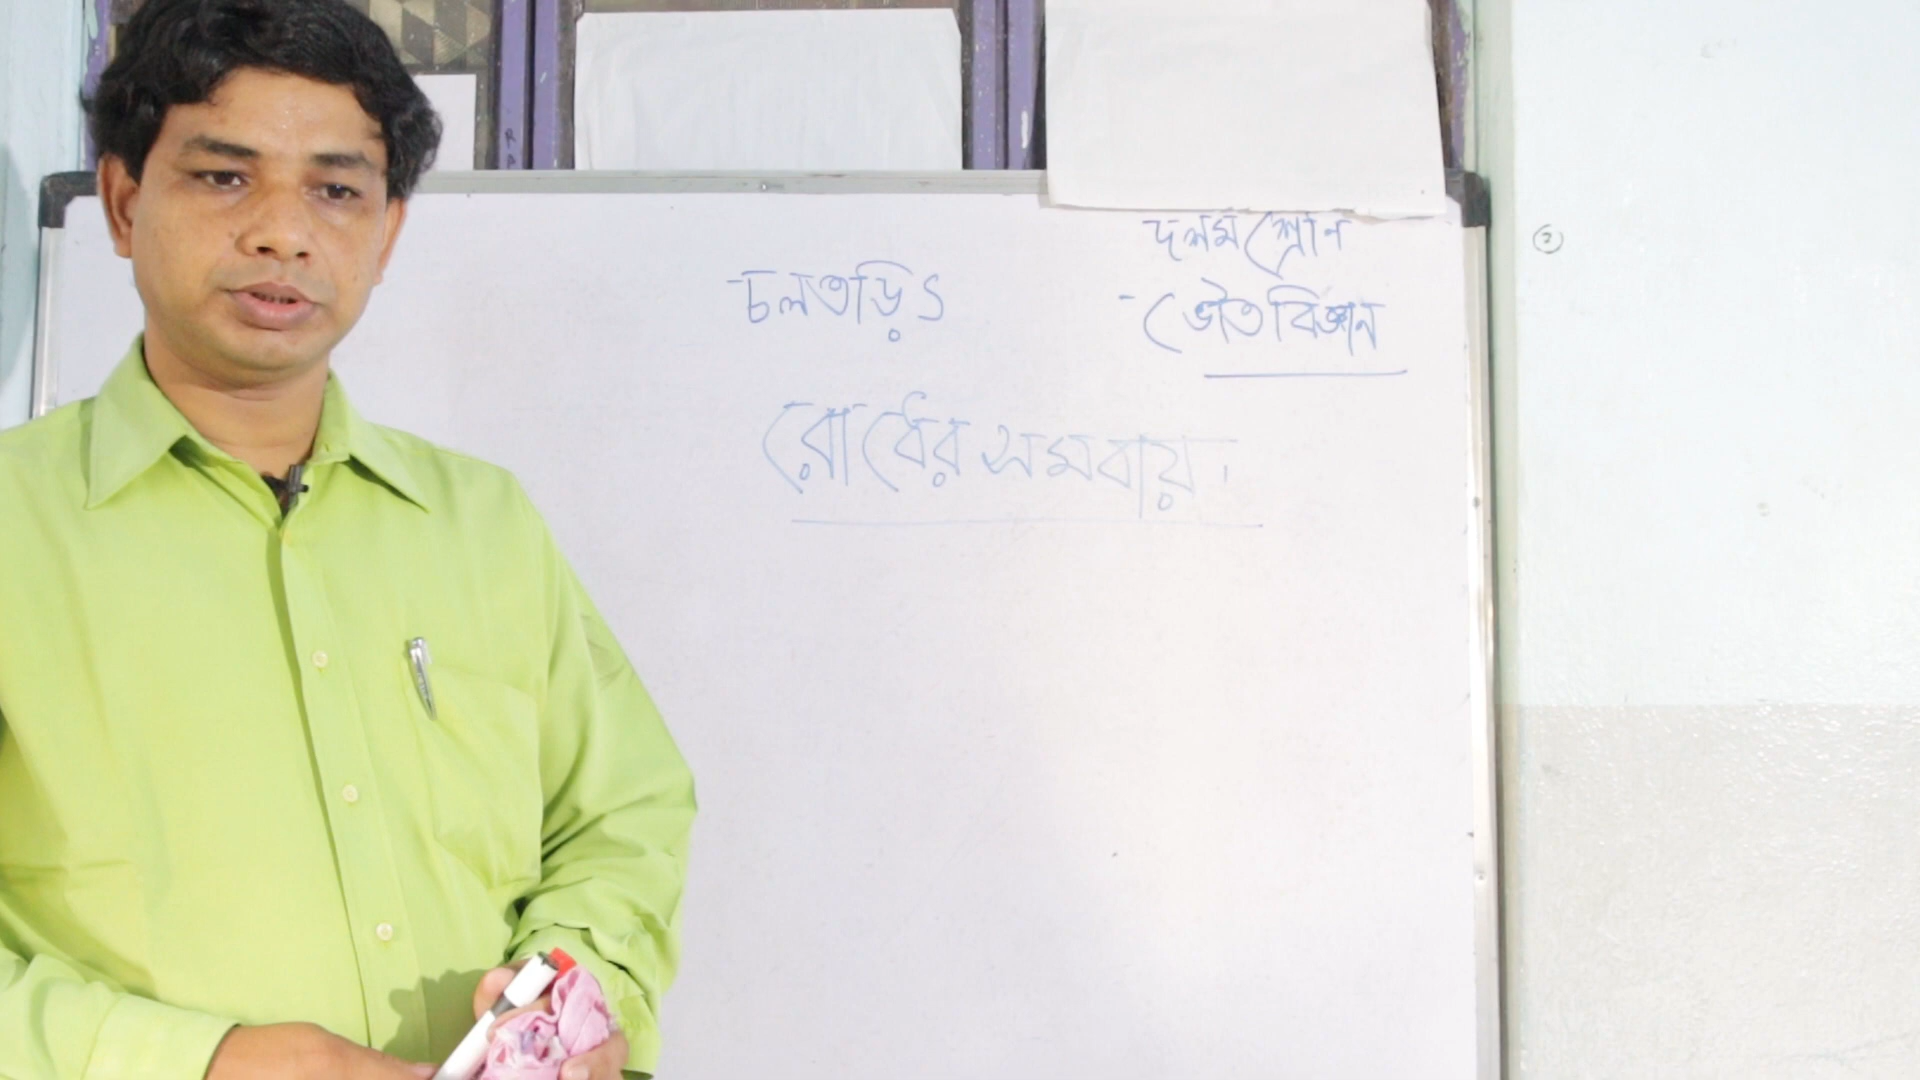 দশম শ্রেণি
চলতড়িৎ
ভৌতবিজ্ঞান
রোধের সমবায়।